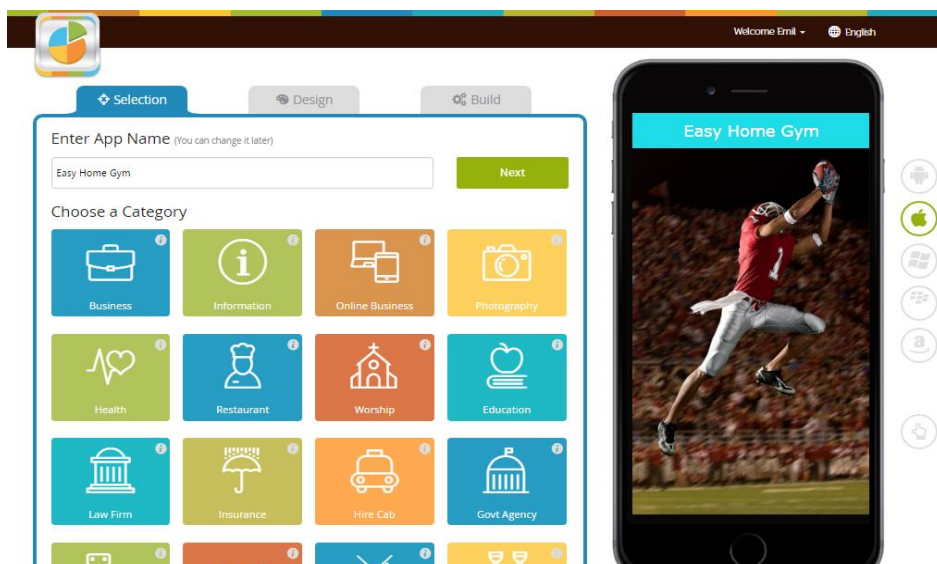 Welcome Emil
English
Selection
Design
Build
Enter App Name (You can change it later)
Easy Home Gym
Next
Choose a Category
Business
Information
Online Business
Photography
Health
Restaurant
Worship
Education
Law Firm
Insurance
Hire Cab
Govt Agency
Easy Home Gym
1